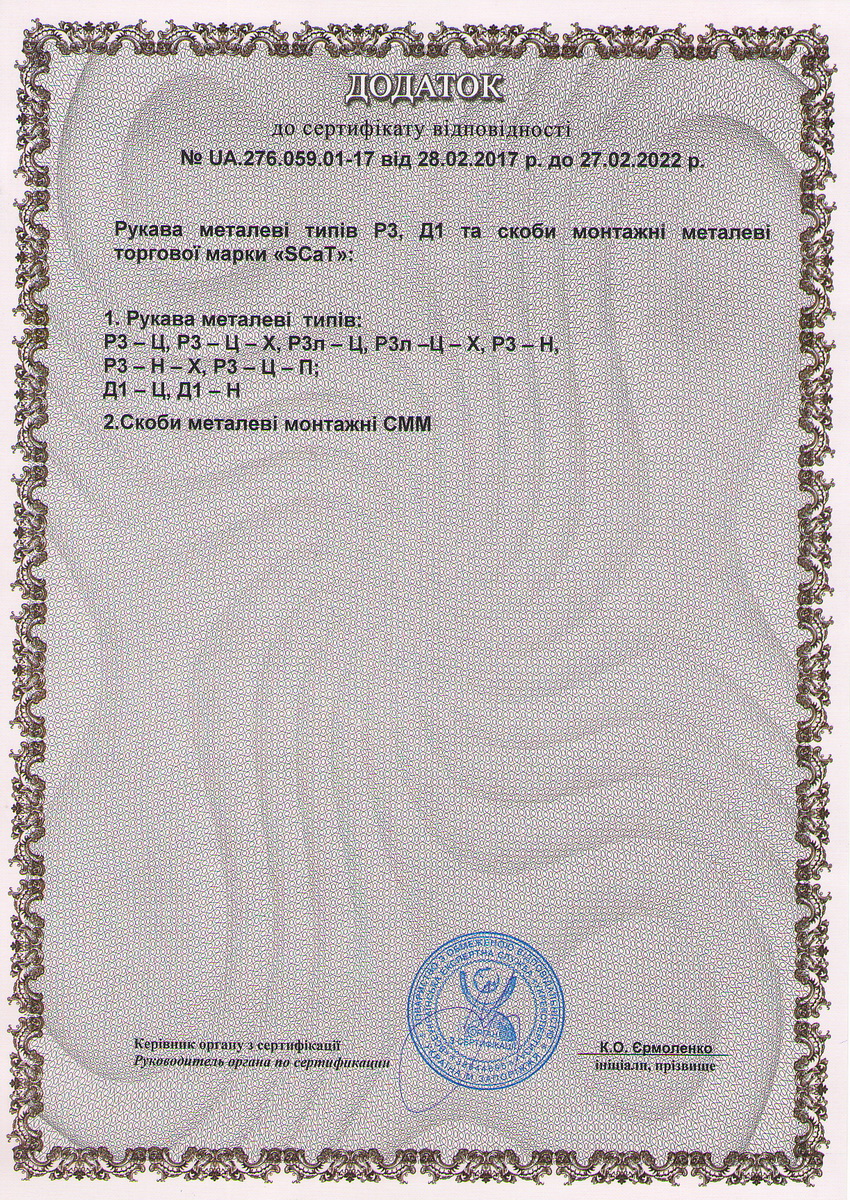 ДОДАТОК
до сертифікату відповідності
№ UA.276.059.01-17 від 28.02.2017 р. до 27.02.2022 р.
Рукава металеві типів Р3, Д1 та скоби монтажні металеві
торгової марки «SCaT»:
1. Рукава металеві типів:
Р3 – Ц, Р3 – Ц – Х, Р3л – Ц, Р3л –Ц – Х, Р3 – Н,
Р3 – Н – Х, Р3 – Ц – П;
Д1 – Ц, Д1 – Н
2.Скоби металеві монтажні СММ
Керівник органу з сертифікації
Руководитель органа по сертификации
К.О. Єрмоленко
ініціали, прізвище
ОРГАН
З СЕРТИФІКАЦІЇ